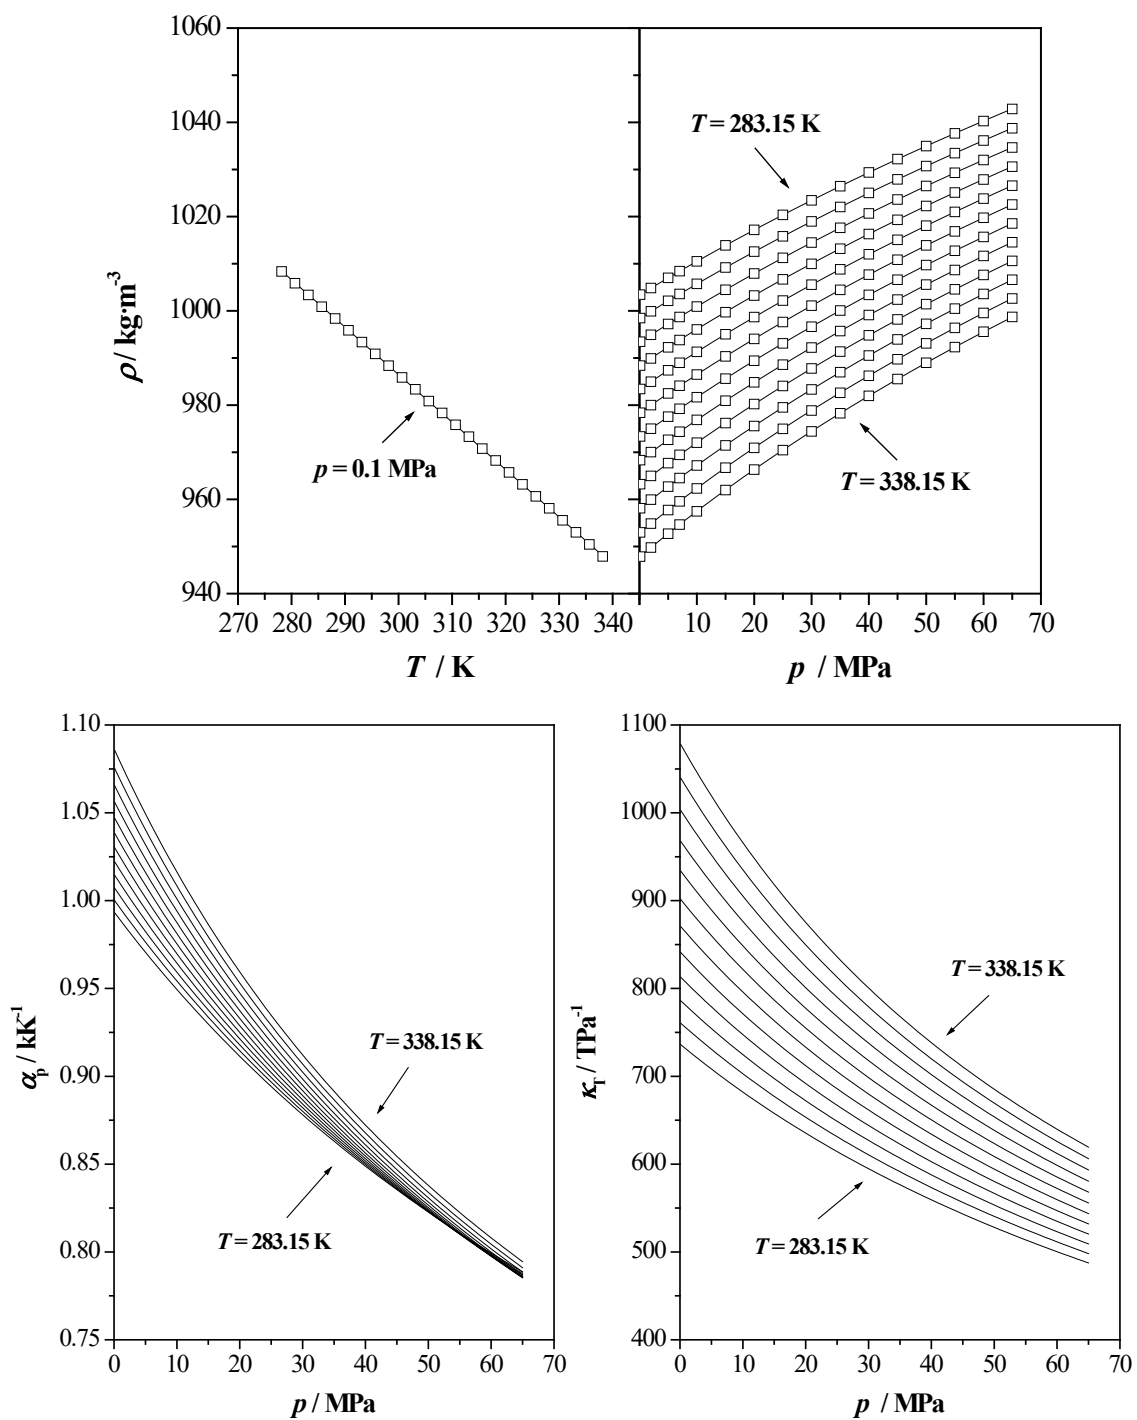 1060
1040
1020
1000
980
960
940
ρ / kg·m⁻³
T = 283.15 K
p = 0.1 MPa
T = 338.15 K
270 280 290 300 310 320 330 340
10 20 30 40 50 60 70
T / K
p / MPa
1.10
1.05
1.00
0.95
0.90
0.85
0.80
0.75
αp / kK⁻¹
T = 338.15 K
T = 283.15 K
0 10 20 30 40 50 60 70
p / MPa
1100
1000
900
800
700
600
500
400
κT / TPa⁻¹
T = 338.15 K
T = 283.15 K
0 10 20 30 40 50 60 70
p / MPa